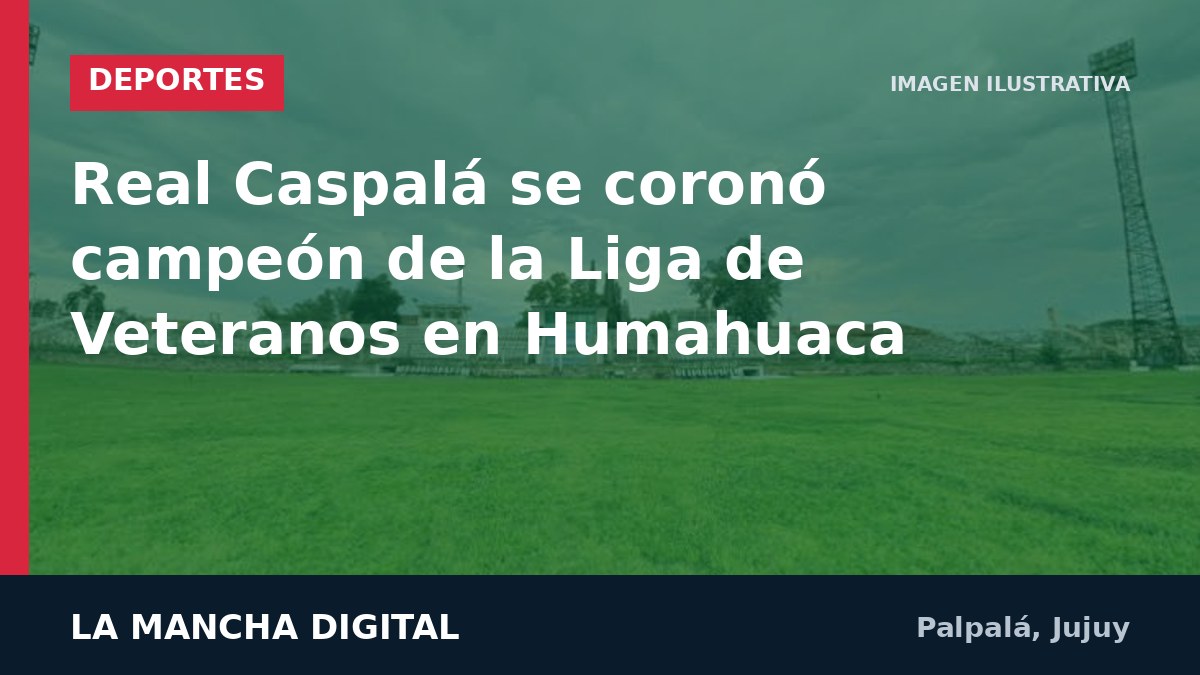 DEPORTES
IMAGEN ILUSTRATIVA
Real Caspalá se coronó
campeón de la Liga de
Veteranos en Humahuaca
LA MANCHA DIGITAL
Palpalá, Jujuy